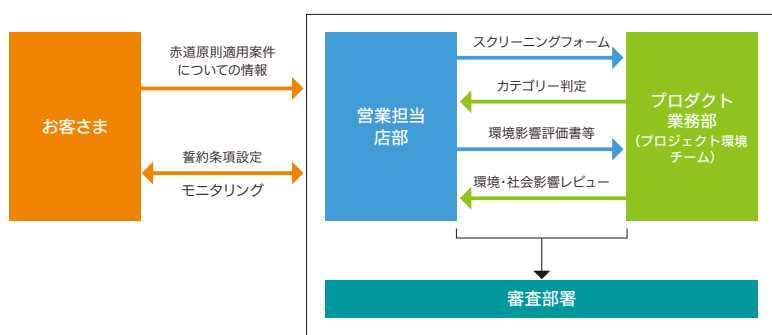 お客さま
赤道原則適用案件
についての情報
誓約条項設定
モニタリング
営業担当
店部
スクリーニングフォーム
カテゴリー判定
環境影響評価書等
環境・社会影響レビュー
プロダクト
業務部
（プロジェクト環境
チーム）
審査部署